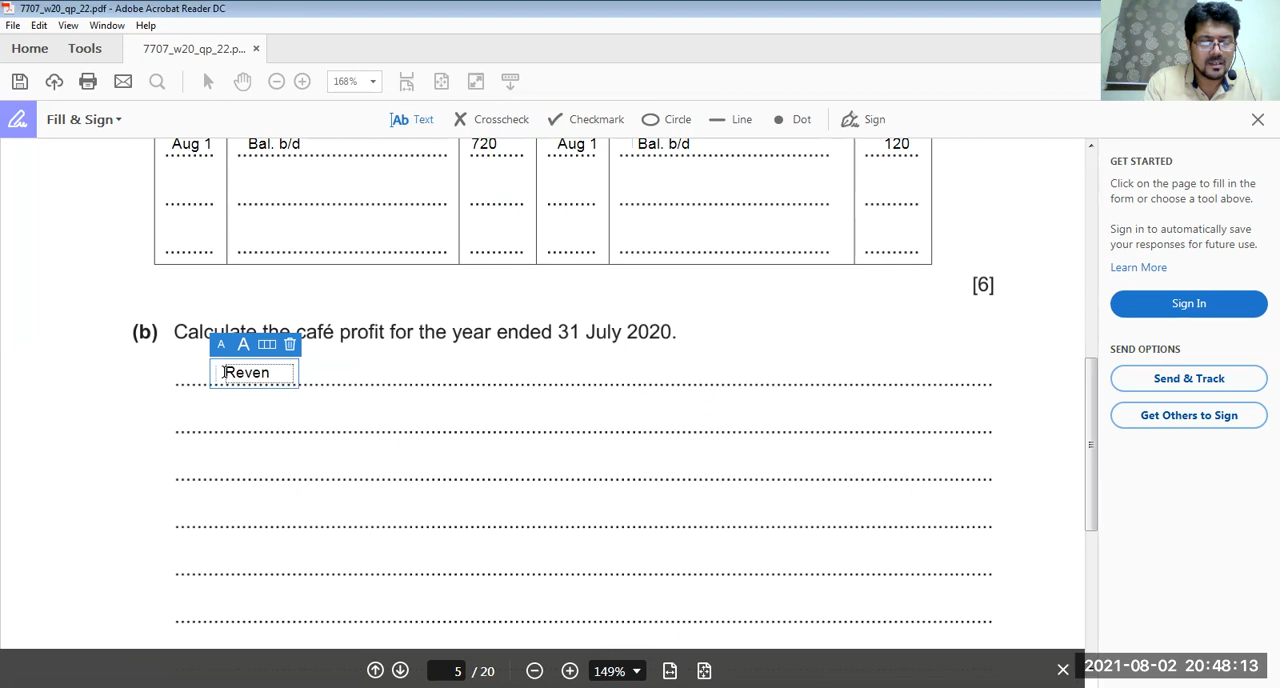 7707_w20_qp_22.pdf - Adobe Acrobat Reader DC
File Edit View Window Help
Home Tools 7707_w20_qp_22.p... ×
168%
Fill & Sign
Ab Text Crosscheck Checkmark Circle Line Dot Sign
Aug 1 Bal. b/d 720 Aug 1 Bal. b/d 120
[6]
(b) Calculate the café profit for the year ended 31 July 2020.
A A
Reven
GET STARTED
Click on the page to fill in the
form or choose a tool above.
Sign in to automatically save
your responses for future use.
Learn More
Sign In
SEND OPTIONS
Send & Track
Get Others to Sign
5 / 20 149%
2021-08-02 20:48:13